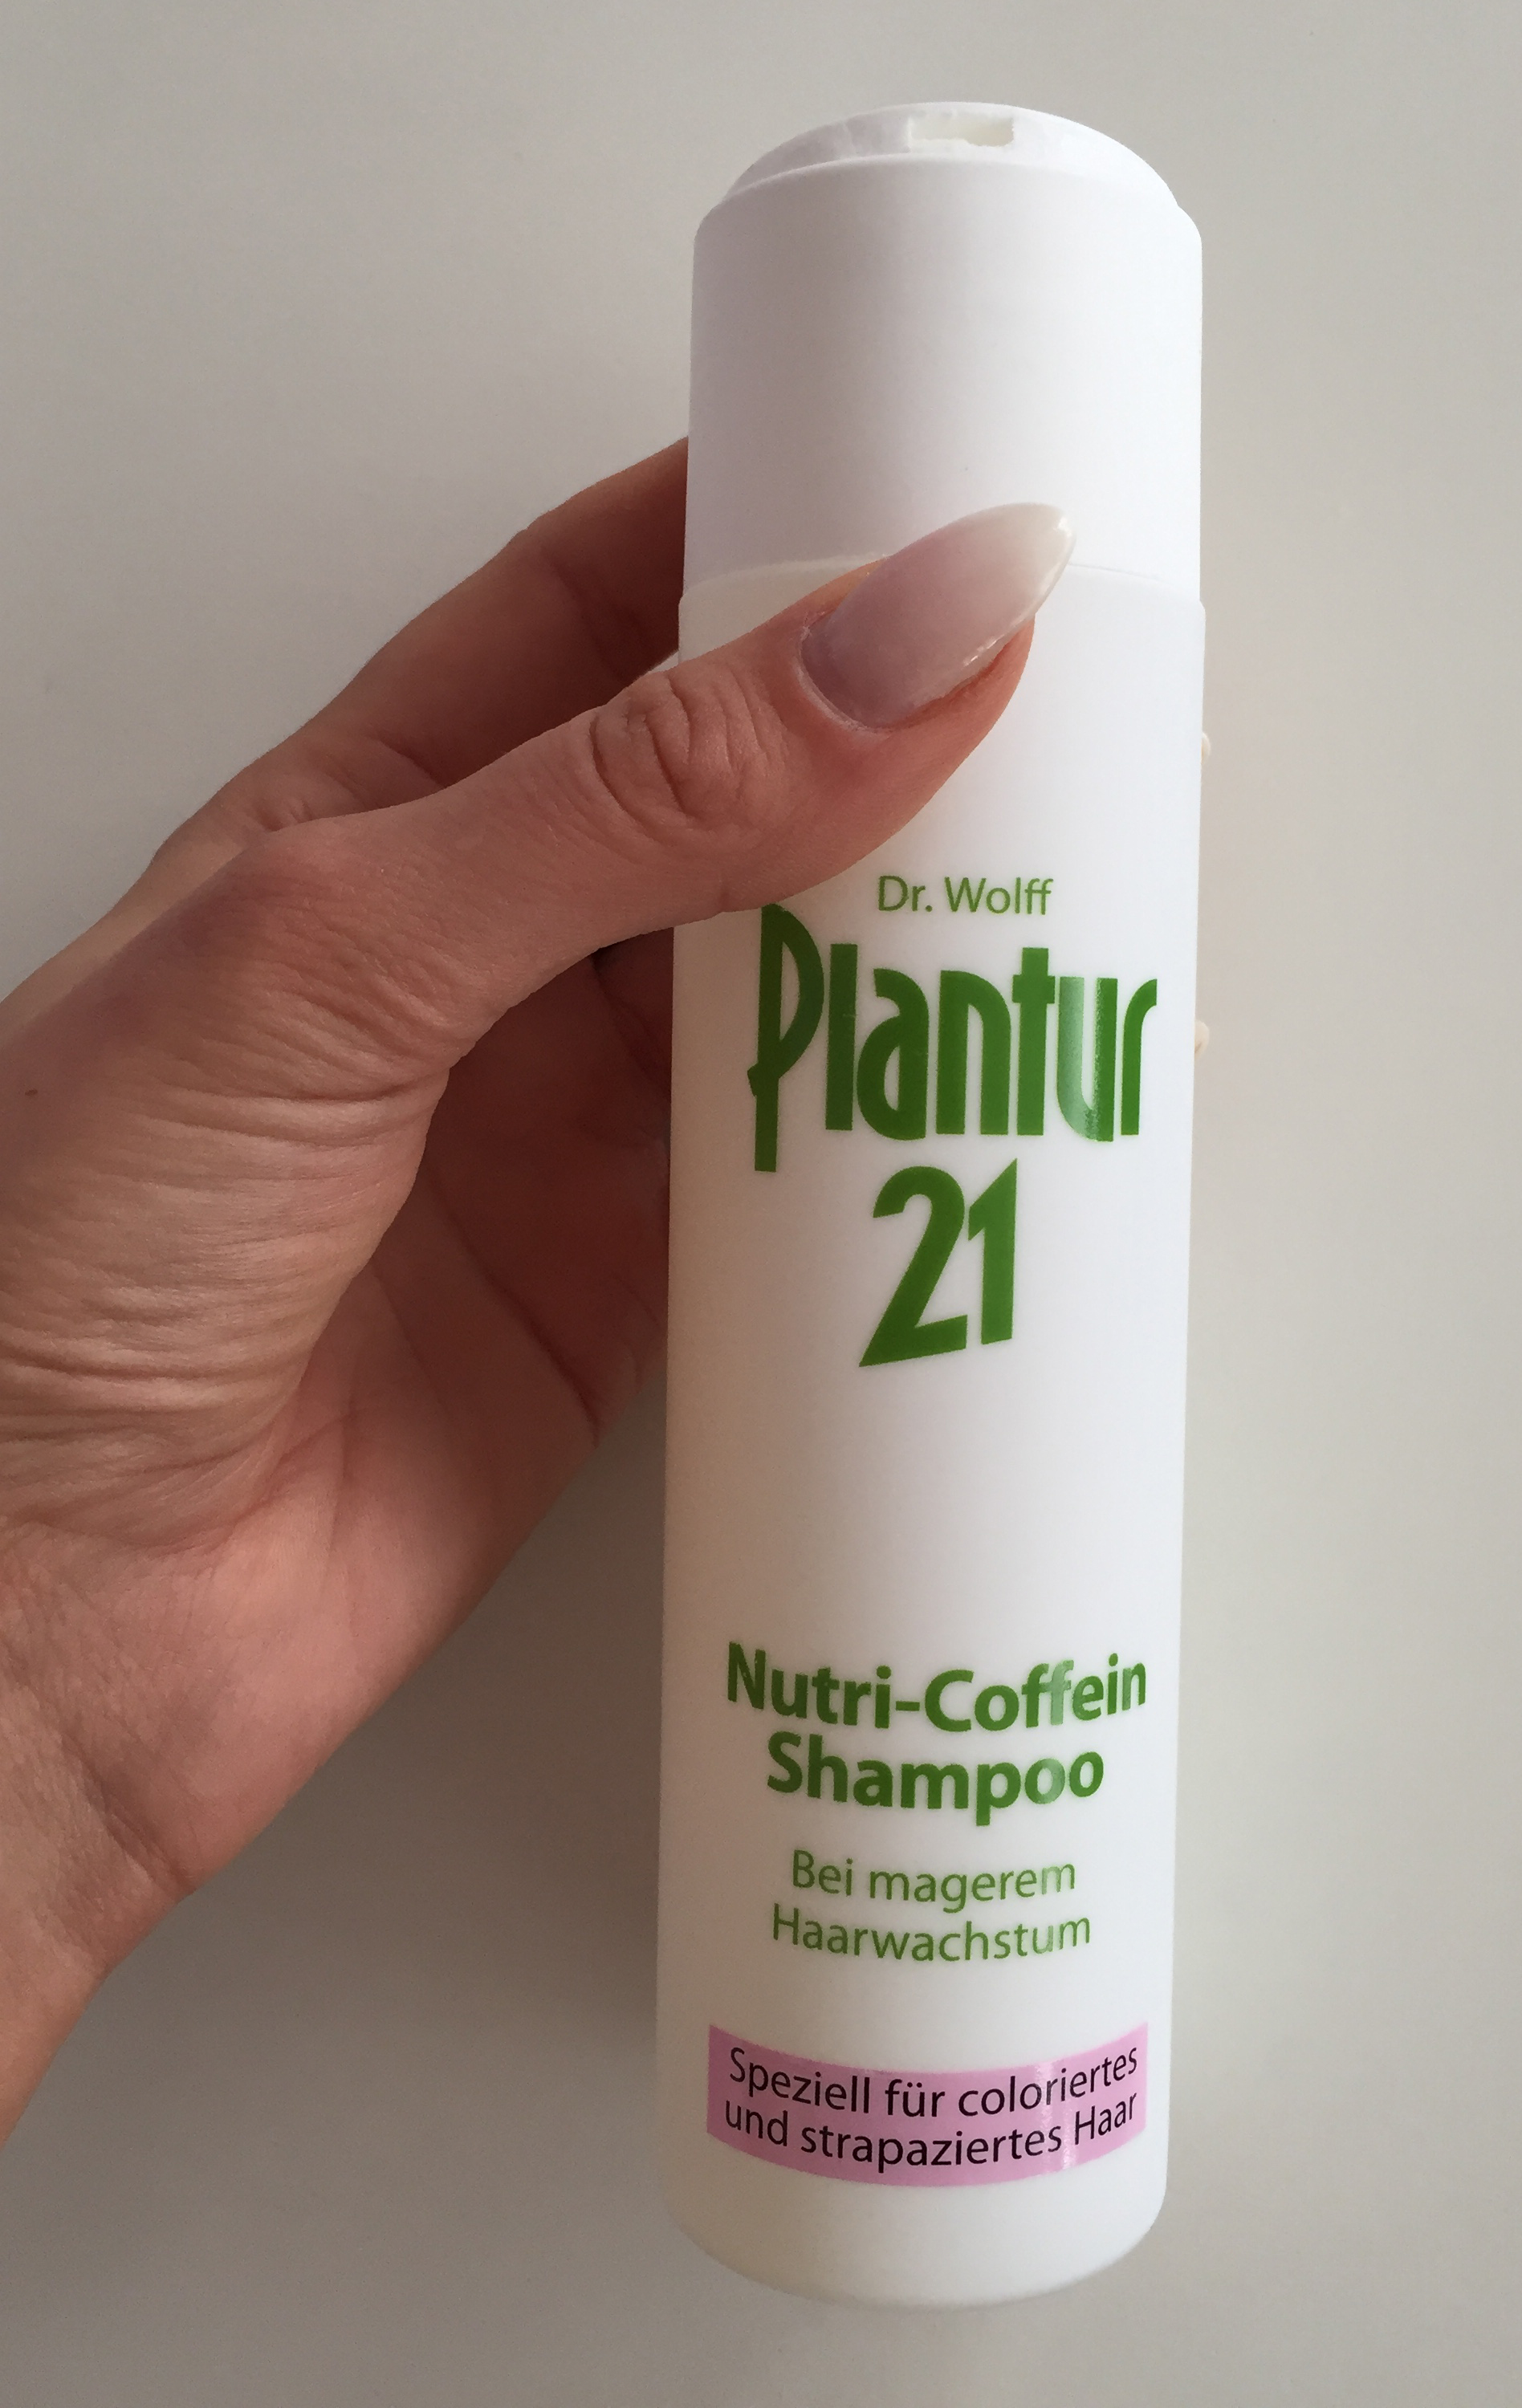 Dr. Wolff
Plantur
21
Nutri-Coffein
Shampoo
Bei magerem
Haarwachstum
Speziell für coloriertes
und strapaziertes Haar